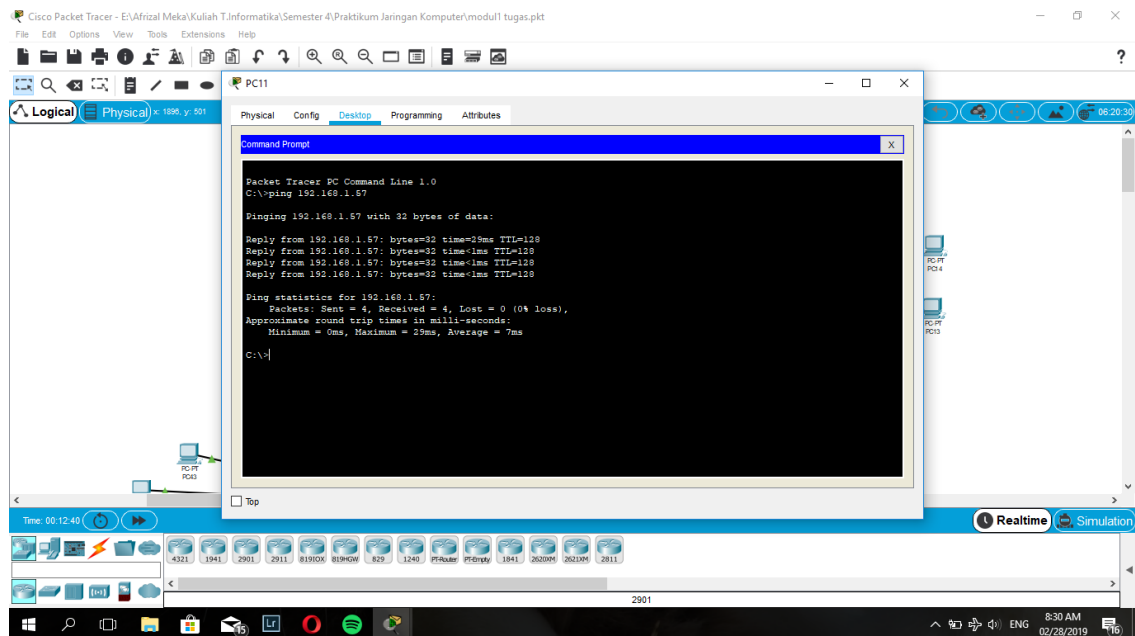 Cisco Packet Tracer - E:\Afrizal Meka\Kuliah T.Informatika\Semester 4\Praktikum Jaringan Komputer\modul1 tugas.pkt
File Edit Options View Tools Extensions Help
?
PC11
Logical Physical x: 1896, y: 501
06:20:30
Physical Config Desktop Programming Attributes
Command Prompt X
Packet Tracer PC Command Line 1.0
C:\>ping 192.168.1.57
Pinging 192.168.1.57 with 32 bytes of data:
Reply from 192.168.1.57: bytes=32 time=29ms TTL=128
Reply from 192.168.1.57: bytes=32 time<1ms TTL=128
Reply from 192.168.1.57: bytes=32 time<1ms TTL=128
Reply from 192.168.1.57: bytes=32 time<1ms TTL=128
Ping statistics for 192.168.1.57:
Packets: Sent = 4, Received = 4, Lost = 0 (0% loss),
Approximate round trip times in milli-seconds:
Minimum = 0ms, Maximum = 29ms, Average = 7ms
C:\>
PC-PT
PC14
PC-PT
PC13
PC-PT
PC43
Top
Time: 00:12:40
Realtime Simulation
4321 1941 2901 2911 819IOX 819HGW 829 1240 PT-Router PT-Empty 1841 2620XM 2621XM 2811
2901
15 Lr ENG 8:30 AM
02/28/2019 16